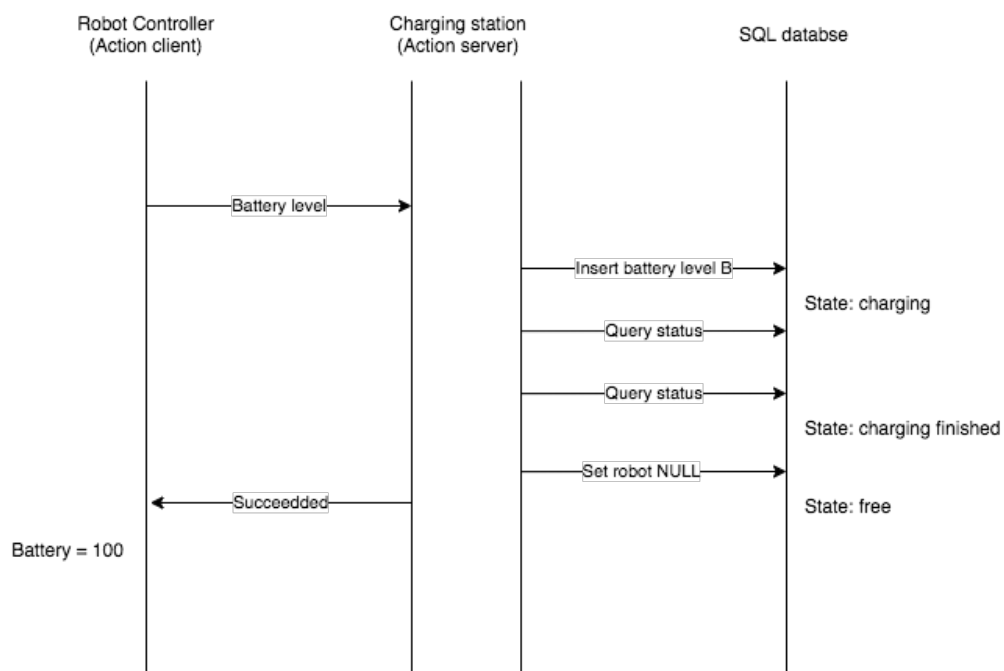 Robot Controller
(Action client)
Charging station
(Action server)
SQL databse
Battery level
Insert battery level B
State: charging
Query status
Query status
State: charging finished
Set robot NULL
Succeedded
State: free
Battery = 100